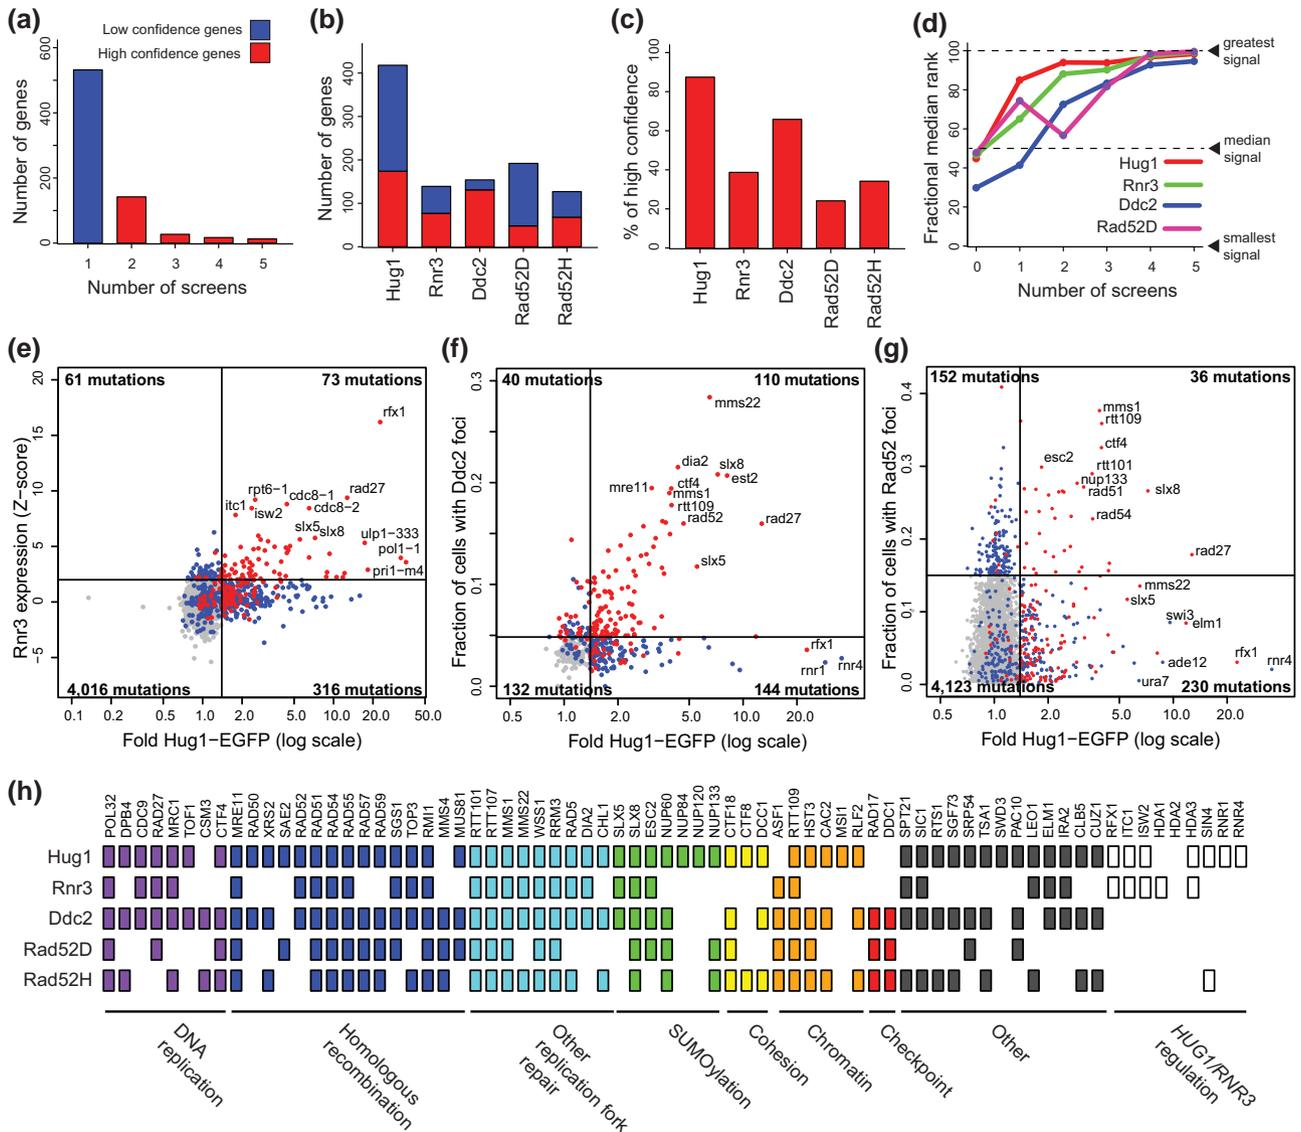 (a)
Low confidence genes
High confidence genes
Number of genes
600
400
200
0
1 2 3 4 5
Number of screens
(b)
Number of genes
400
300
200
100
0
Hug1
Rnr3
Ddc2
Rad52D
Rad52H
(c)
% of high confidence
100
80
60
40
20
0
Hug1
Rnr3
Ddc2
Rad52D
Rad52H
(d)
Fractional median rank
100
80
60
40
20
0
greatest
signal
median
signal
smallest
signal
Hug1
Rnr3
Ddc2
Rad52D
0 1 2 3 4 5
Number of screens
(e)
61 mutations
73 mutations
Rnr3 expression (Z−score)
20
15
10
5
0
−5
rfx1
rpt6−1
cdc8−1
rad27
itc1
isw2
cdc8−2
slx5
slx8
ulp1−333
pol1−1
pri1−m4
4,016 mutations
316 mutations
0.1 0.2 0.5 1.0 2.0 5.0 10.0 20.0 50.0
Fold Hug1−EGFP (log scale)
(f)
40 mutations
110 mutations
Fraction of cells with Ddc2 foci
0.3
0.2
0.1
0.0
mms22
dia2
slx8
est2
mre11
ctf4
mms1
rtt109
rad52
rad27
slx5
rfx1
rnr1
rnr4
132 mutations
144 mutations
0.5 1.0 2.0 5.0 10.0 20.0
Fold Hug1−EGFP (log scale)
(g)
152 mutations
36 mutations
Fraction of cells with Rad52 foci
0.4
0.3
0.2
0.1
0.0
mms1
rtt109
ctf4
esc2
rtt101
nup133
rad51
slx8
rad54
rad27
mms22
slx5
swi3
elm1
rfx1
rnr4
ade12
ura7
4,123 mutations
230 mutations
0.5 1.0 2.0 5.0 10.0 20.0
Fold Hug1−EGFP (log scale)
(h)
POL32 DPB4 CDC9 RAD27 MRC1 TOF1 CSM3 CTF4 MRE11 RAD50 XRS2 SAE2 RAD52 RAD51 RAD54 RAD55 RAD57 RAD59 SGS1 TOP3 RMI1 MMS4 MUS81 RTT101 RTT107 MMS1 MMS22 WSS1 RRM3 RAD5 DIA2 CHL1 SLX5 SLX8 ESC2 NUP60 NUP84 NUP120 NUP133 CTF18 CTF8 DCC1 ASF1 RTT109 HST3 CAC2 MSI1 RLF2 RAD17 DDC1 SPT21 SIC1 RTS1 SGF73 SRP54 TSA1 SWD3 PAC10 LEO1 ELM1 IRA2 CLB5 CUZ1 RFX1 ITC1 ISW2 HDA1 HDA2 HDA3 SIN4 RNR1 RNR4
Hug1
Rnr3
Ddc2
Rad52D
Rad52H
DNA
replication
Homologous
recombination
Other
replication fork
repair
SUMOylation
Cohesion
Chromatin
Checkpoint
Other
HUG1/RNR3
regulation